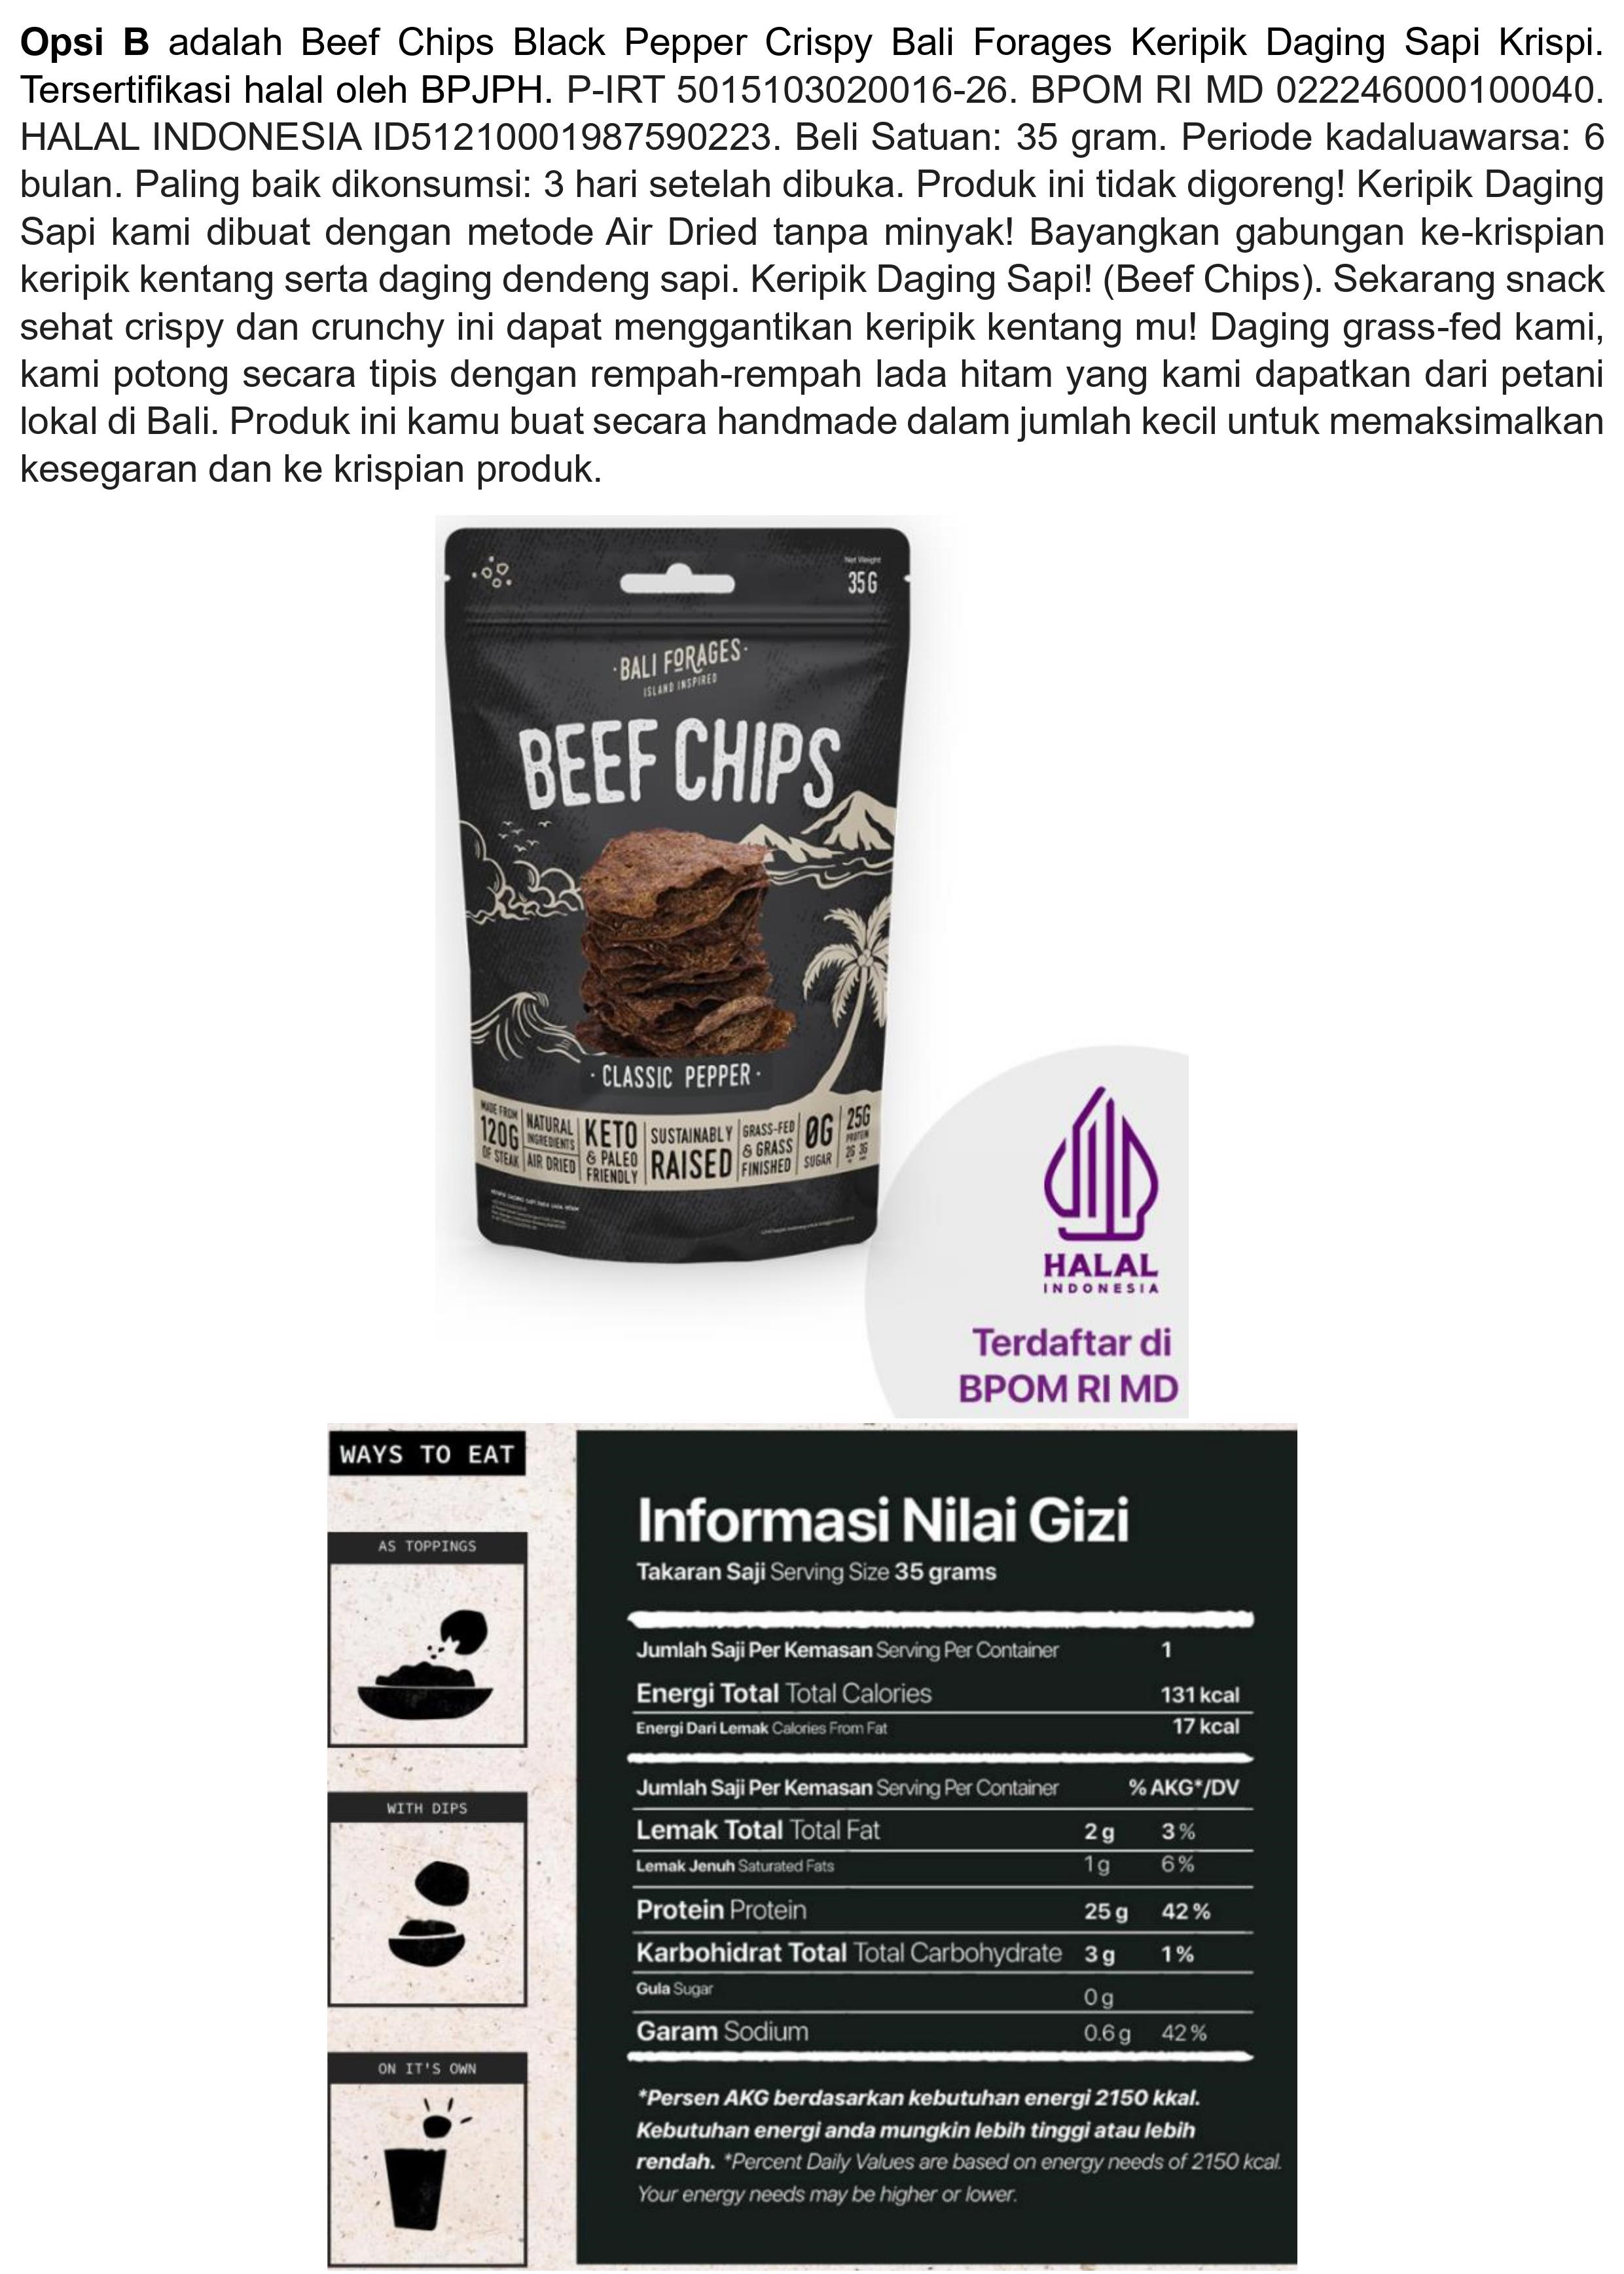 Opsi B adalah Beef Chips Black Pepper Crispy Bali Forages Keripik Daging Sapi Krispi.
Tersertifikasi halal oleh BPJPH. P-IRT 5015103020016-26. BPOM RI MD 022246000100040.
HALAL INDONESIA ID51210001987590223. Beli Satuan: 35 gram. Periode kadaluawarsa: 6
bulan. Paling baik dikonsumsi: 3 hari setelah dibuka. Produk ini tidak digoreng! Keripik Daging
Sapi kami dibuat dengan metode Air Dried tanpa minyak! Bayangkan gabungan ke-krispian
keripik kentang serta daging dendeng sapi. Keripik Daging Sapi! (Beef Chips). Sekarang snack
sehat crispy dan crunchy ini dapat menggantikan keripik kentang mu! Daging grass-fed kami,
kami potong secara tipis dengan rempah-rempah lada hitam yang kami dapatkan dari petani
lokal di Bali. Produk ini kamu buat secara handmade dalam jumlah kecil untuk memaksimalkan
kesegaran dan ke krispian produk.
Net Weight
35G
·BALI FORAGES·
ISLAND INSPIRED
BEEF CHIPS
· CLASSIC PEPPER ·
MADE FROM
120G
OF STEAK
NATURAL
INGREDIENTS
AIR DRIED
KETO
& PALEO
FRIENDLY
SUSTAINABLY
RAISED
GRASS-FED
& GRASS
FINISHED
0G
SUGAR
25G
PROTEIN
2G 3G
HALAL
INDONESIA
Terdaftar di
BPOM RI MD
WAYS TO EAT
AS TOPPINGS
WITH DIPS
ON IT'S OWN
Informasi Nilai Gizi
Takaran Saji Serving Size 35 grams
Jumlah Saji Per Kemasan Serving Per Container 1
Energi Total Total Calories 131 kcal
Energi Dari Lemak Calories From Fat 17 kcal
Jumlah Saji Per Kemasan Serving Per Container % AKG*/DV
Lemak Total Total Fat 2 g 3 %
Lemak Jenuh Saturated Fats 1 g 6 %
Protein Protein 25 g 42 %
Karbohidrat Total Total Carbohydrate 3 g 1 %
Gula Sugar 0 g
Garam Sodium 0.6 g 42 %
*Persen AKG berdasarkan kebutuhan energi 2150 kkal.
Kebutuhan energi anda mungkin lebih tinggi atau lebih
rendah. *Percent Daily Values are based on energy needs of 2150 kcal.
Your energy needs may be higher or lower.